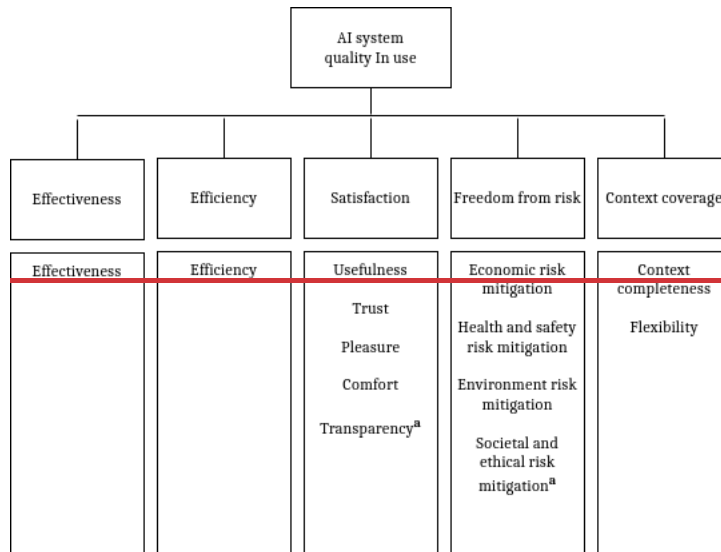 AI system
quality In use
Effectiveness
Efficiency
Satisfaction
Freedom from risk
Context coverage
Effectiveness
Efficiency
Usefulness
Trust
Pleasure
Comfort
Transparencyᵃ
Economic risk
mitigation
Health and safety
risk mitigation
Environment risk
mitigation
Societal and
ethical risk
mitigationᵃ
Context
completeness
Flexibility